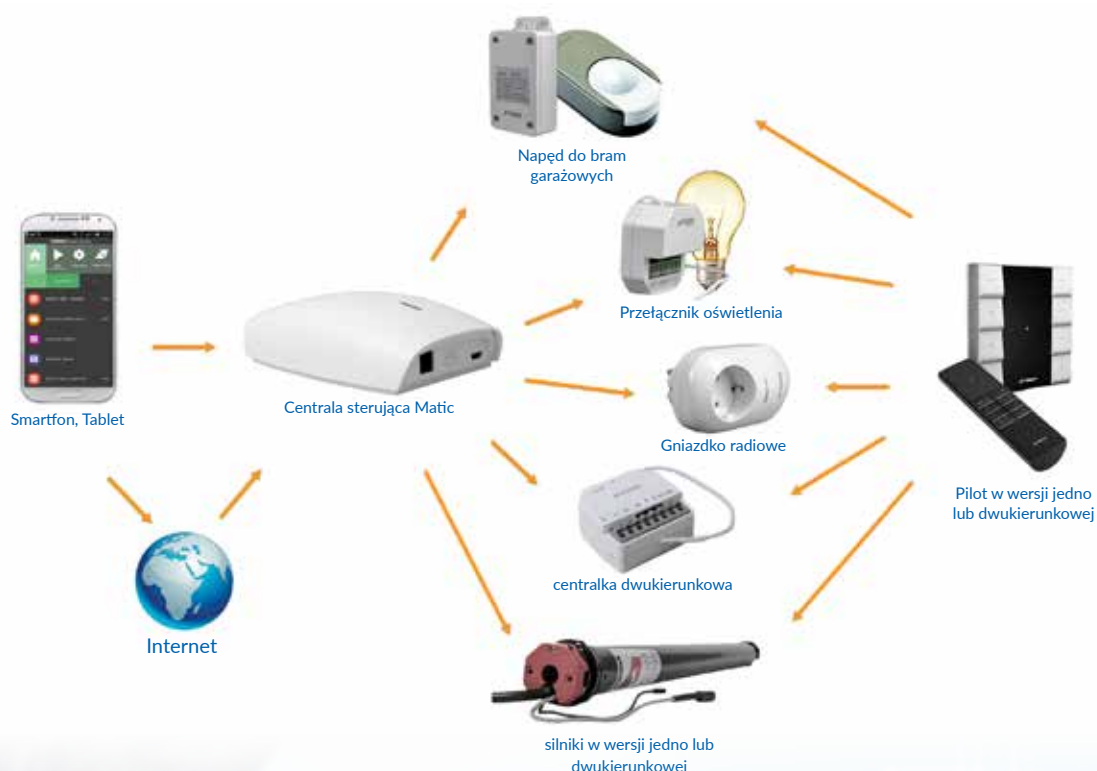 Napęd do bram
garażowych
Przełącznik oświetlenia
Smartfon, Tablet
Centrala sterująca Matic
Gniazdko radiowe
Pilot w wersji jedno
lub dwukierunkowej
centralka dwukierunkowa
Internet
silniki w wersji jedno lub
dwukierunkowej